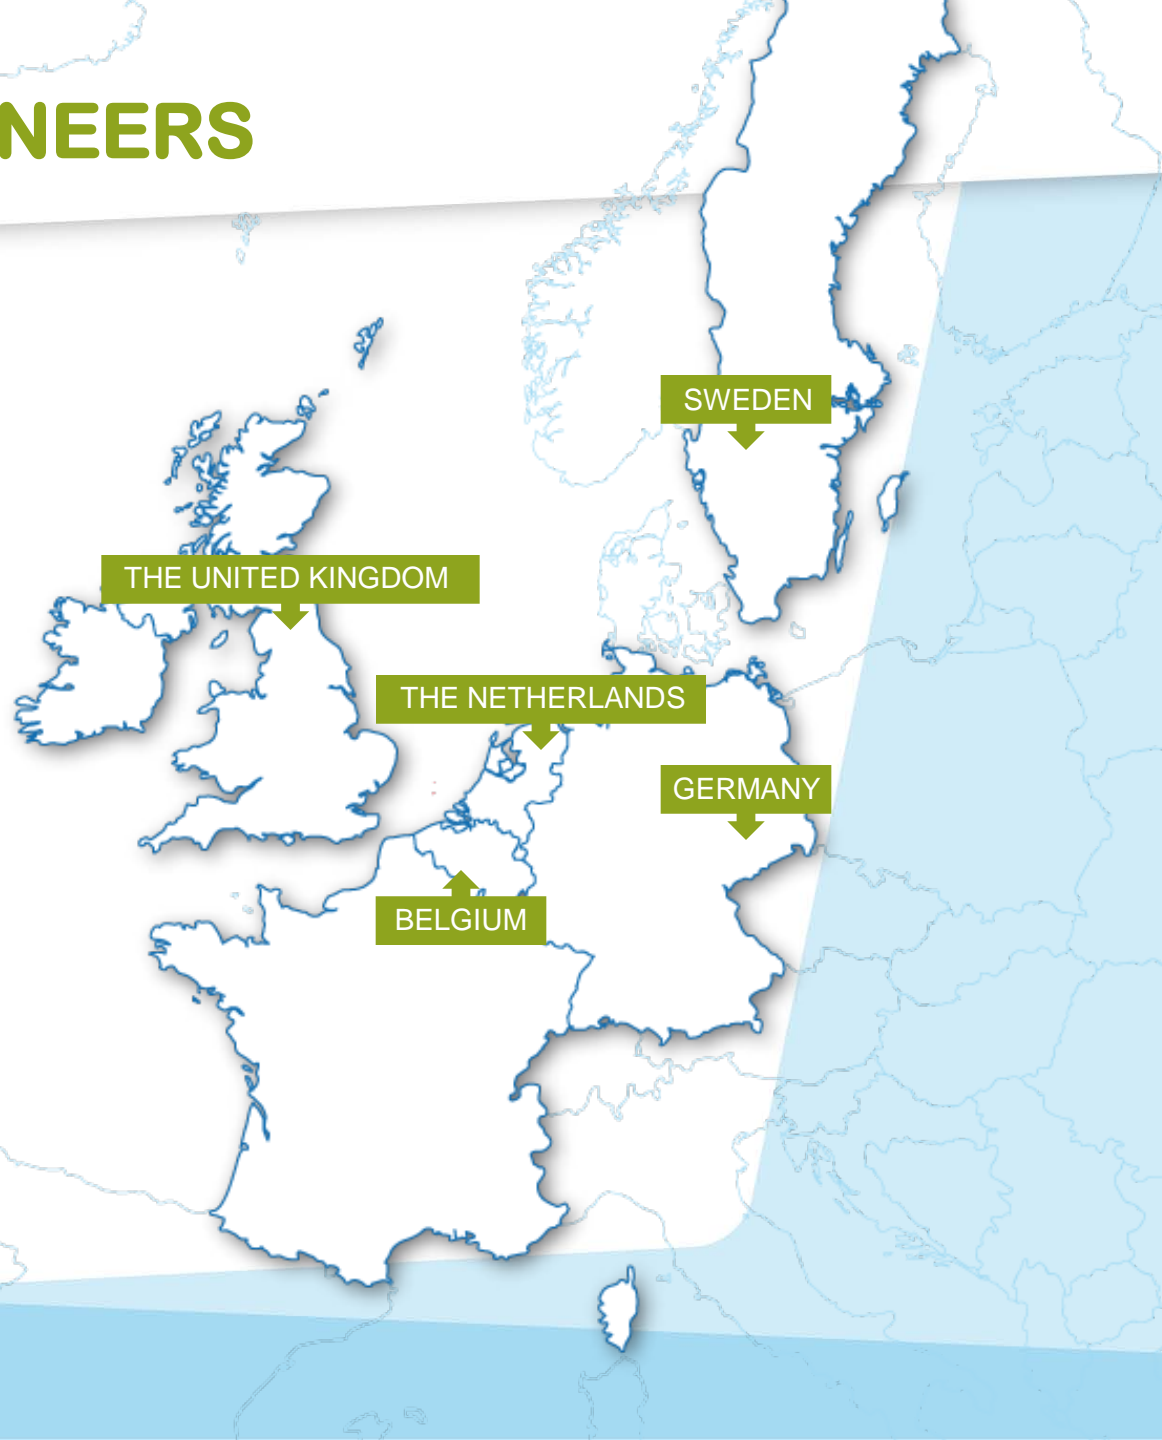 NEERS
SWEDEN
THE UNITED KINGDOM
THE NETHERLANDS
GERMANY
BELGIUM